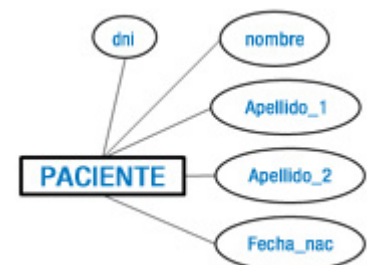 dni
nombre
Apellido_1
PACIENTE
Apellido_2
Fecha_nac